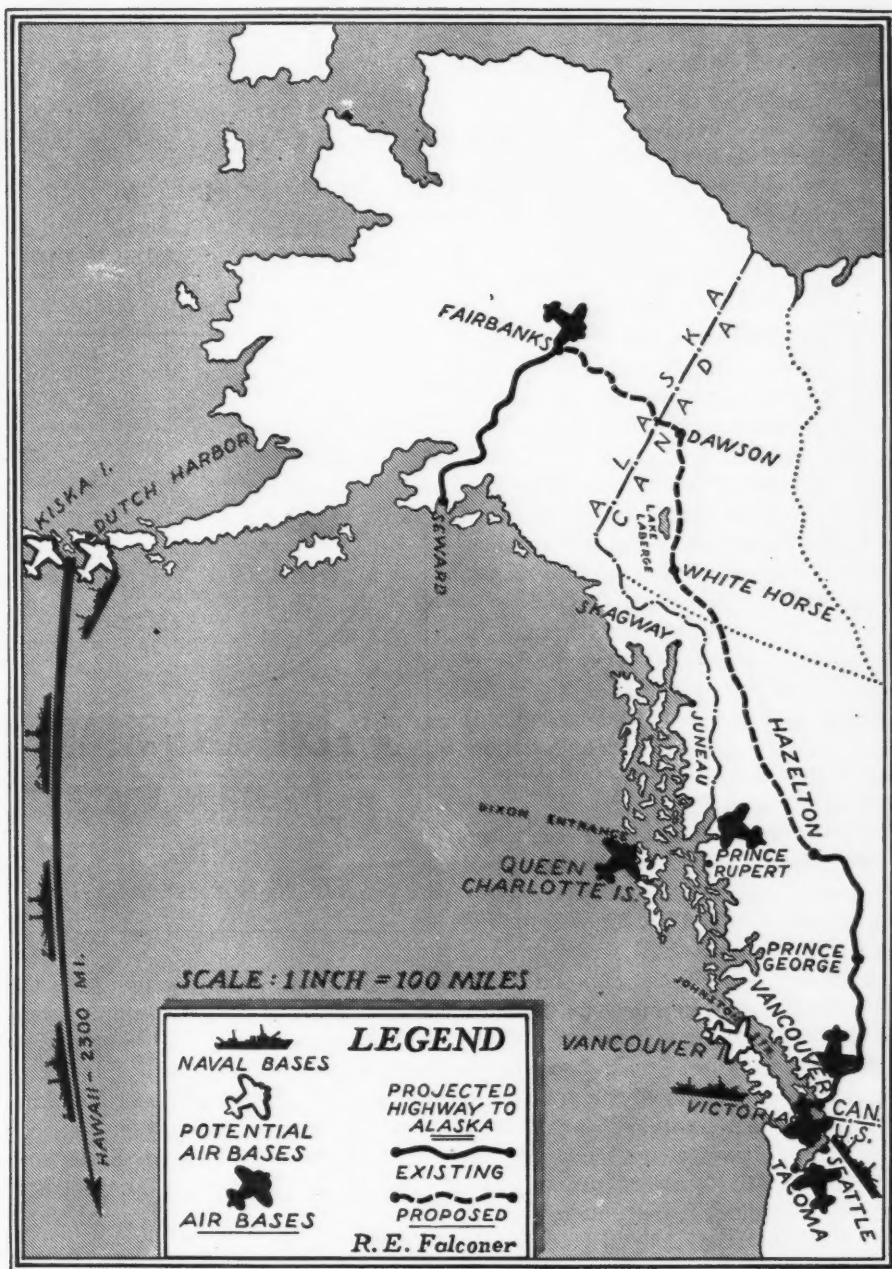 FAIRBANKS
ALASKA
CANADA
DAWSON
KISKA I.
DUTCH HARBOR
SEWARD
LAKE
LABERGE
WHITE HORSE
SKAGWAY
JUNEAU
HAZELTON
DIXON ENTRANCE
QUEEN
CHARLOTTE IS.
PRINCE
RUPERT
PRINCE
GEORGE
HAWAII - 2300 MI.
SCALE : 1 INCH = 100 MILES
JOHNSTON STR.
VANCOUVER
VANCOUVER
VICTORIA
CAN.
U.S.
SEATTLE
TACOMA
LEGEND
NAVAL BASES
POTENTIAL
AIR BASES
AIR BASES
PROJECTED
HIGHWAY TO
ALASKA
EXISTING
PROPOSED
R. E. Falconer